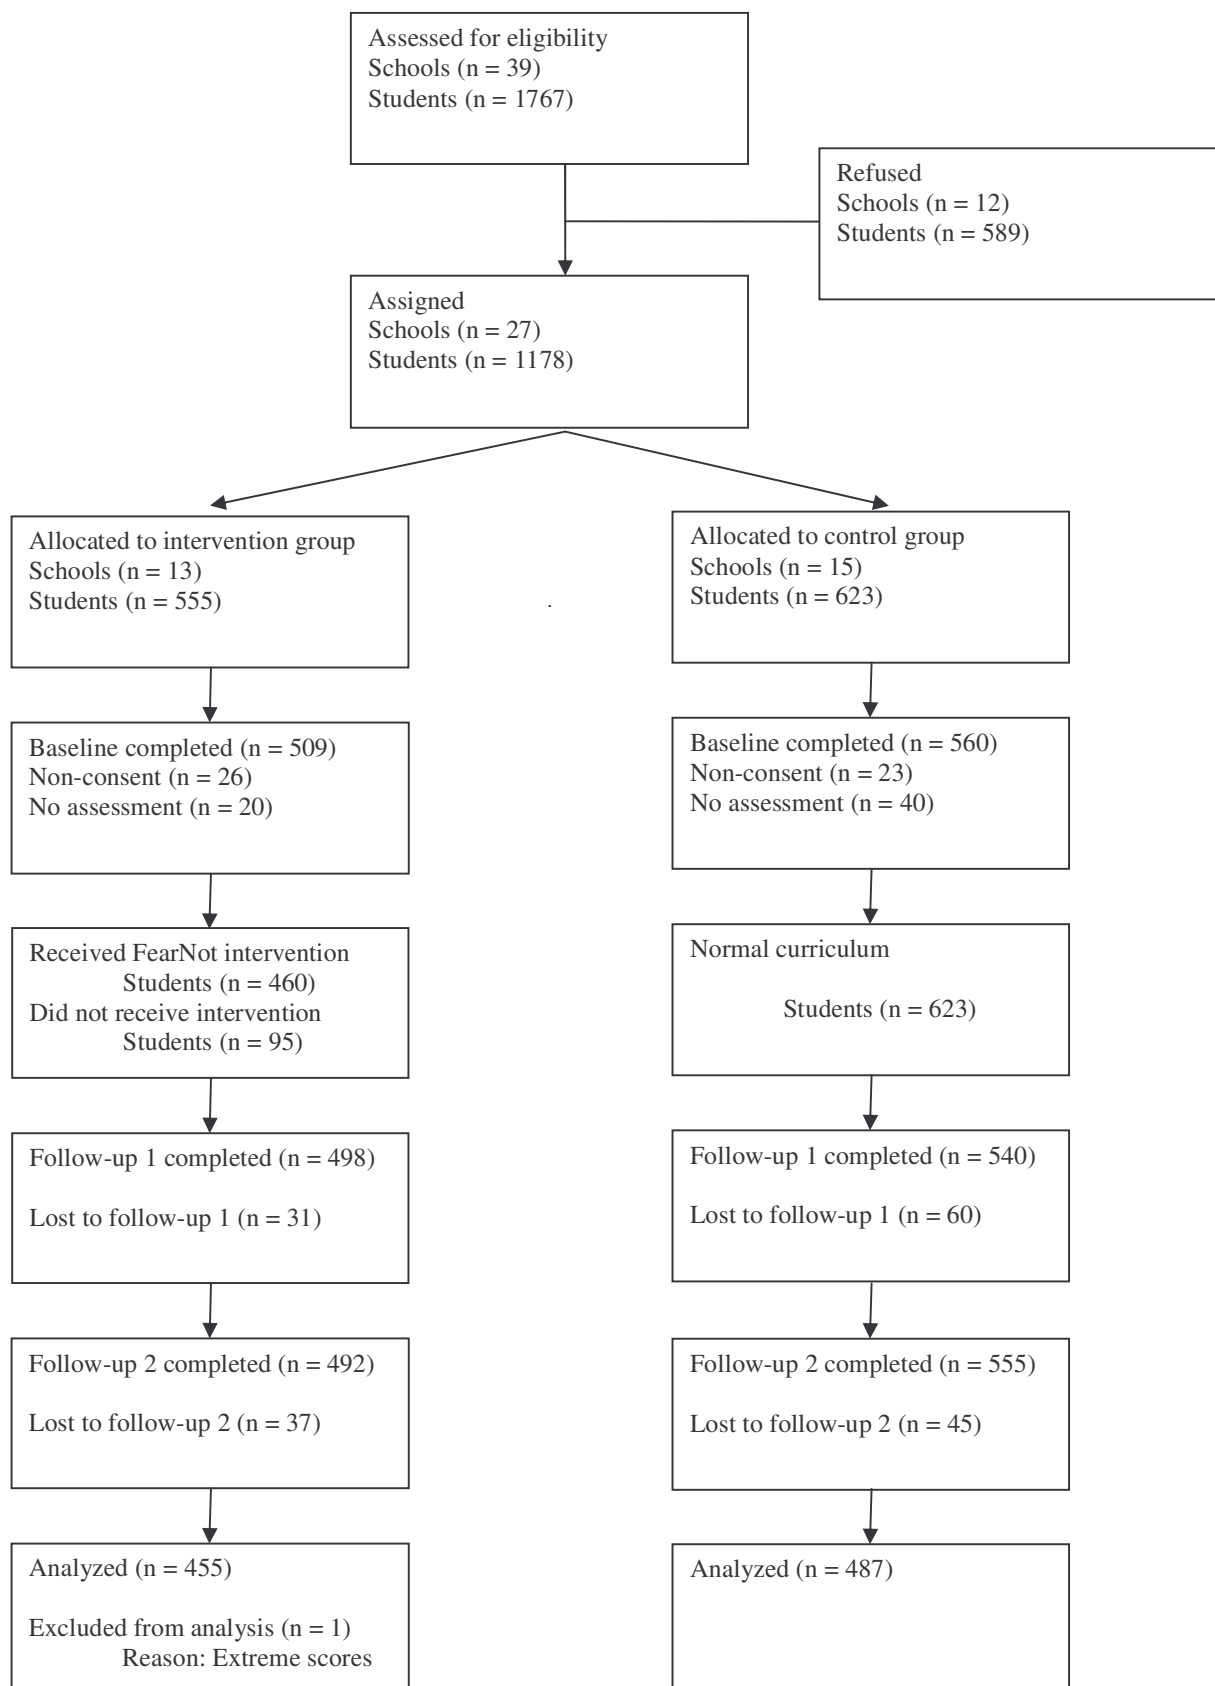 Assessed for eligibility
Schools (n = 39)
Students (n = 1767)
Refused
Schools (n = 12)
Students (n = 589)
Assigned
Schools (n = 27)
Students (n = 1178)
Allocated to intervention group
Schools (n = 13)
Students (n = 555)
Allocated to control group
Schools (n = 15)
Students (n = 623)
.
Baseline completed (n = 509)
Non-consent (n = 26)
No assessment (n = 20)
Baseline completed (n = 560)
Non-consent (n = 23)
No assessment (n = 40)
Received FearNot intervention
Students (n = 460)
Did not receive intervention
Students (n = 95)
Normal curriculum
Students (n = 623)
Follow-up 1 completed (n = 498)
Lost to follow-up 1 (n = 31)
Follow-up 1 completed (n = 540)
Lost to follow-up 1 (n = 60)
Follow-up 2 completed (n = 492)
Lost to follow-up 2 (n = 37)
Follow-up 2 completed (n = 555)
Lost to follow-up 2 (n = 45)
Analyzed (n = 455)
Excluded from analysis (n = 1)
Reason: Extreme scores
Analyzed (n = 487)